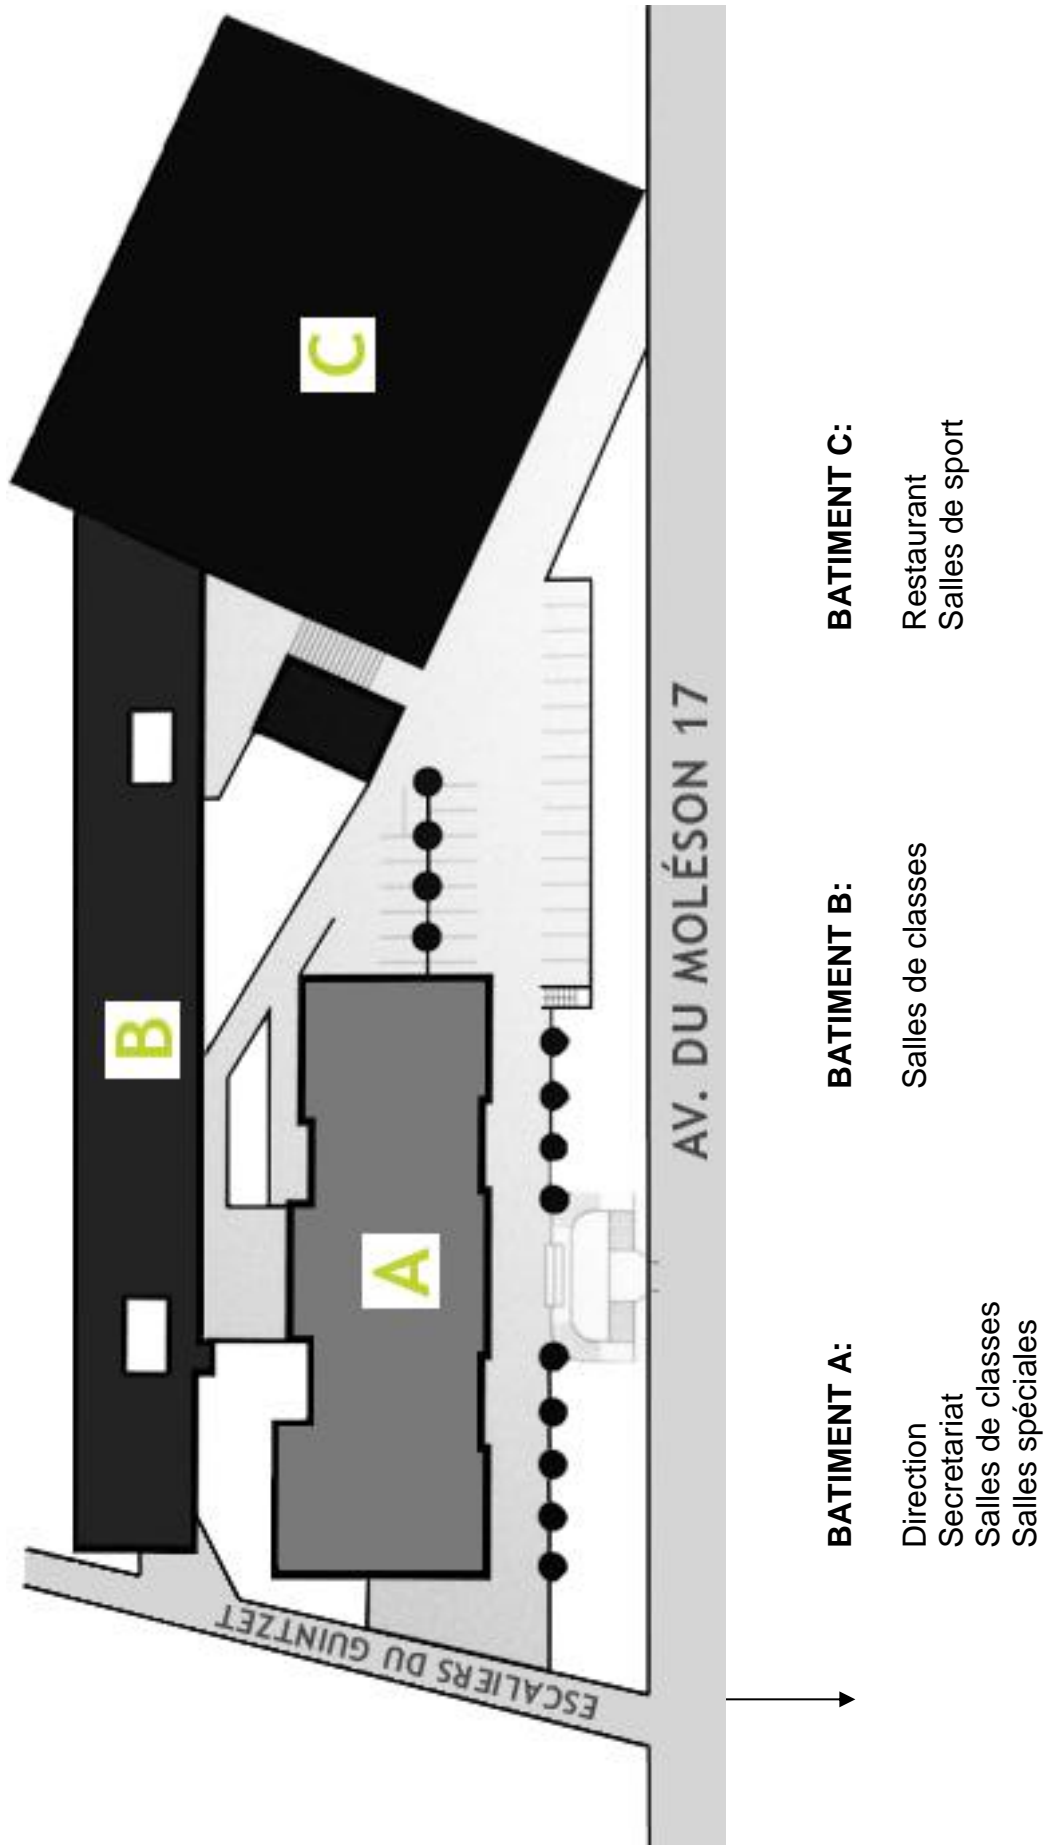 B
C
A
ESCALIERS DU GUINTZET
AV. DU MOLÉSON 17
BATIMENT A:
Direction
Secretariat
Salles de classes
Salles spéciales
BATIMENT B:
Salles de classes
BATIMENT C:
Restaurant
Salles de sport